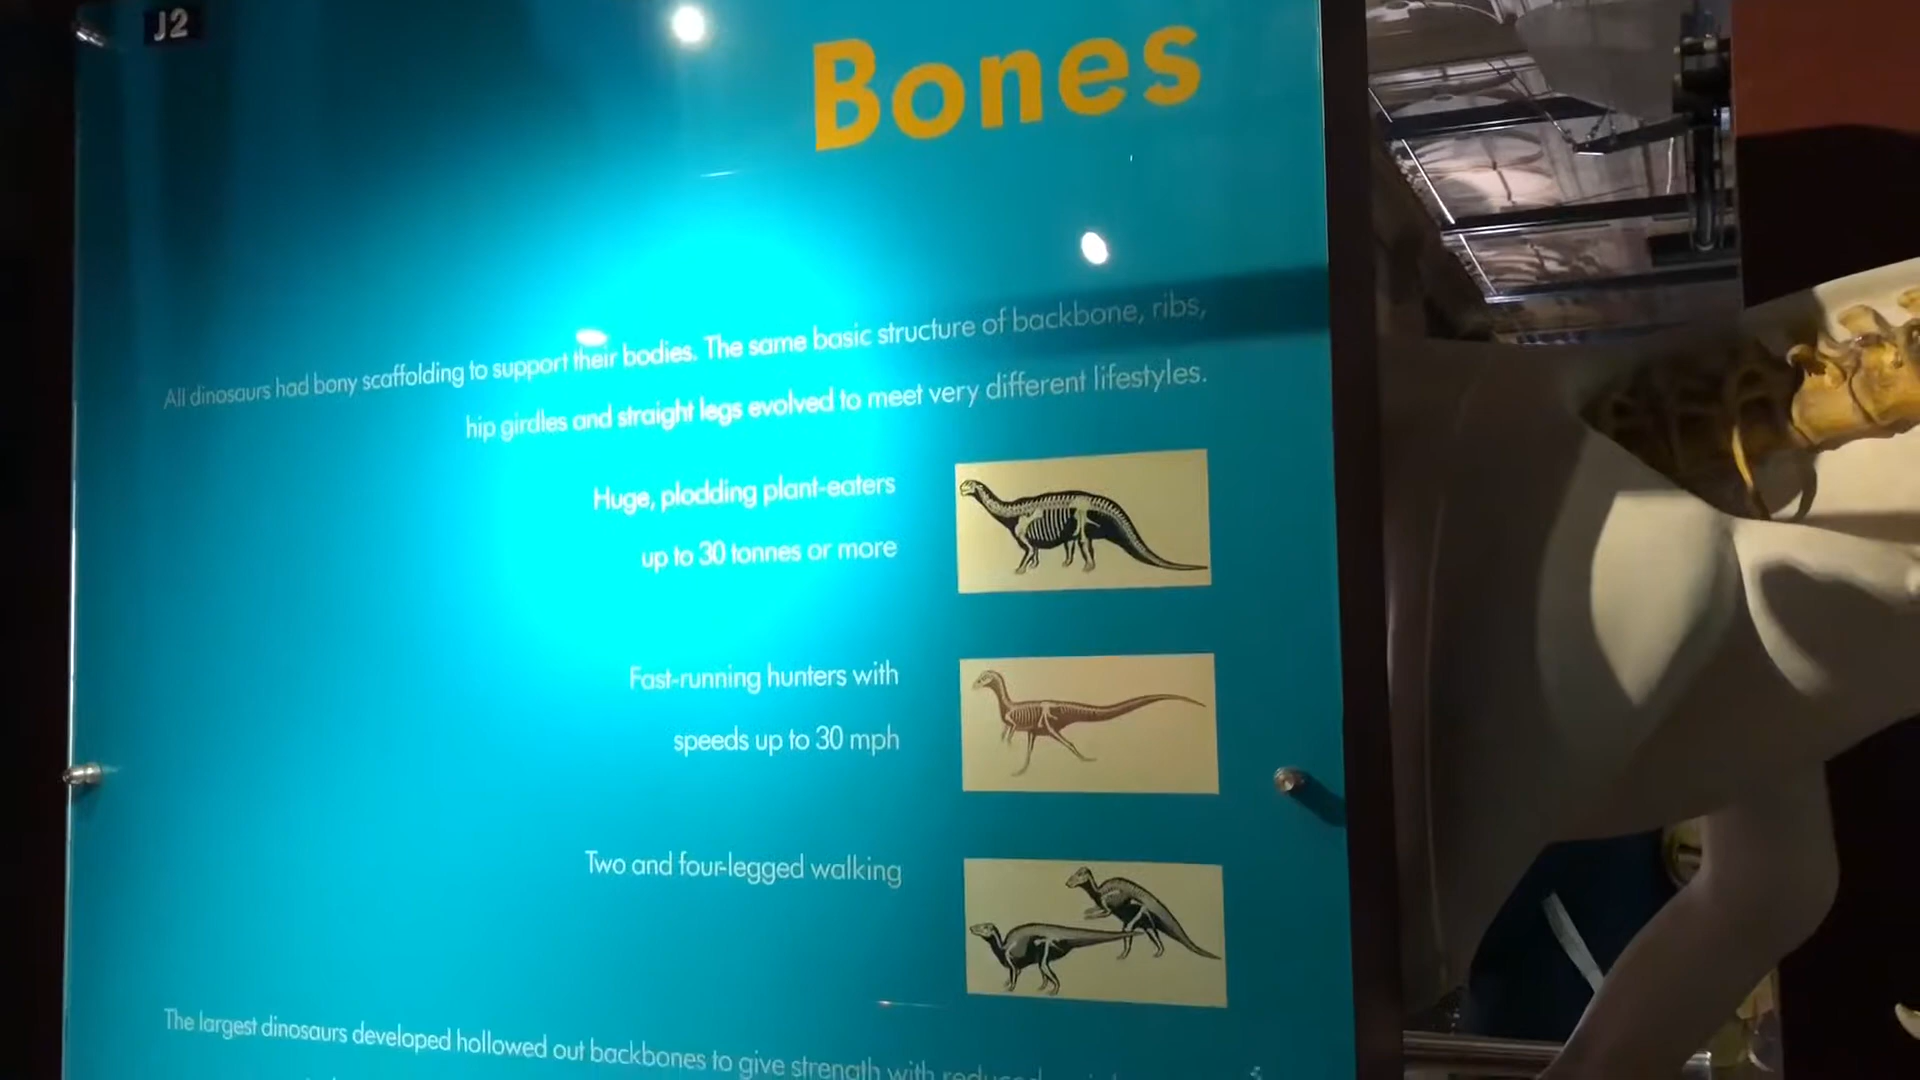 J2
Bones
All dinosaurs had bony scaffolding to support their bodies. The same basic structure of backbone, ribs,
hip girdles and straight legs evolved to meet very different lifestyles.
Huge, plodding plant-eaters
up to 30 tonnes or more
Fast-running hunters with
speeds up to 30 mph
Two and four-legged walking
The largest dinosaurs developed hollowed out backbones to give strength with reduced